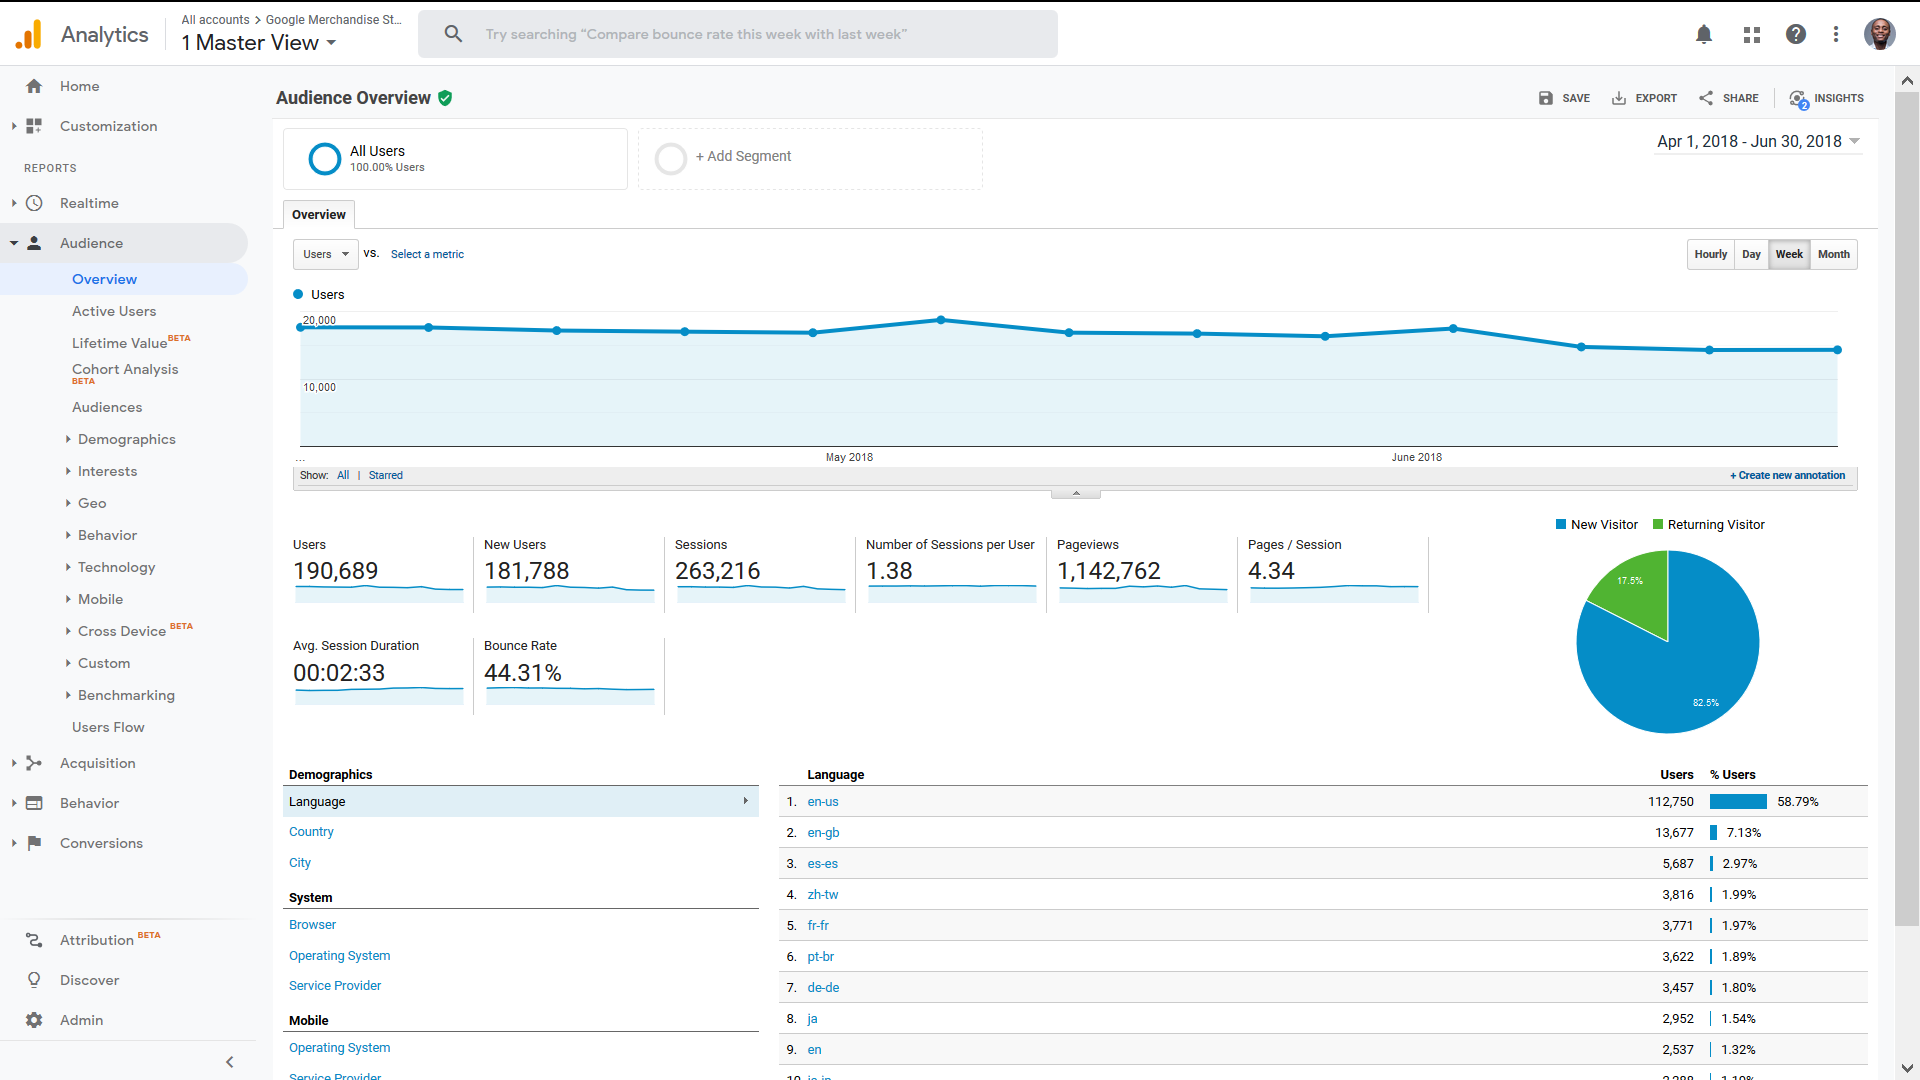 Analytics
All accounts > Google Merchandise St...
1 Master View
Try searching "Compare bounce rate this week with last week"
Home
Customization
REPORTS
Realtime
Audience
Overview
Active Users
Lifetime Value BETA
Cohort Analysis
BETA
Audiences
Demographics
Interests
Geo
Behavior
Technology
Mobile
Cross Device BETA
Custom
Benchmarking
Users Flow
Acquisition
Behavior
Conversions
Attribution BETA
Discover
Admin
Audience Overview
SAVE
EXPORT
SHARE
2
INSIGHTS
All Users
100.00% Users
+ Add Segment
Apr 1, 2018 - Jun 30, 2018
Overview
Users
VS.
Select a metric
Hourly
Day
Week
Month
Users
20,000
10,000
...
May 2018
June 2018
Show: All | Starred
+ Create new annotation
Users
190,689
New Users
181,788
Sessions
263,216
Number of Sessions per User
1.38
Pageviews
1,142,762
Pages / Session
4.34
Avg. Session Duration
00:02:33
Bounce Rate
44.31%
New Visitor
Returning Visitor
17.5%
82.5%
Demographics
Language
Country
City
System
Browser
Operating System
Service Provider
Mobile
Operating System
Service Provider
Language Users % Users
1. en-us 112,750 58.79%
2. en-gb 13,677 7.13%
3. es-es 5,687 2.97%
4. zh-tw 3,816 1.99%
5. fr-fr 3,771 1.97%
6. pt-br 3,622 1.89%
7. de-de 3,457 1.80%
8. ja 2,952 1.54%
9. en 2,537 1.32%